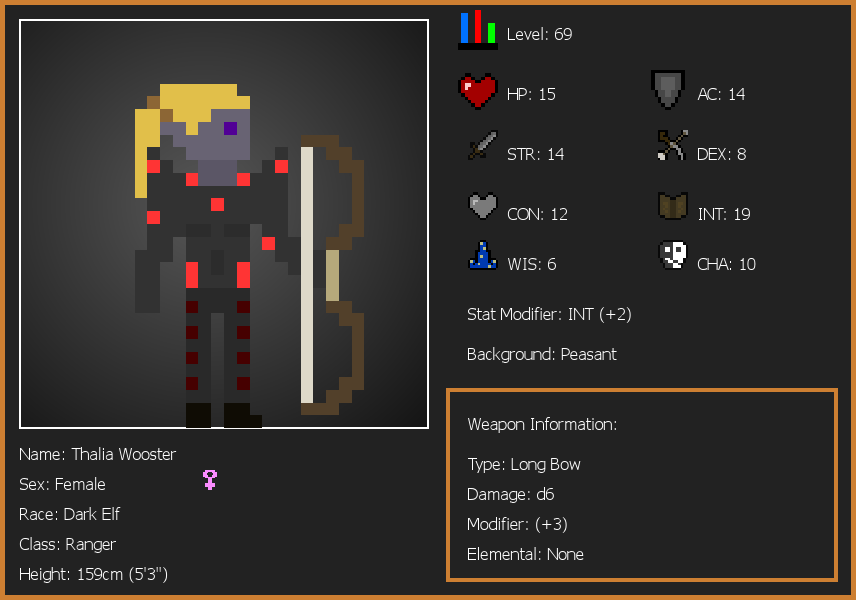 Level: 69
HP: 15
AC: 14
STR: 14
DEX: 8
CON: 12
INT: 19
WIS: 6
CHA: 10
Stat Modifier: INT (+2)
Background: Peasant
Weapon Information:
Type: Long Bow
Damage: d6
Modifier: (+3)
Elemental: None
Name: Thalia Wooster
Sex: Female
Race: Dark Elf
Class: Ranger
Height: 159cm (5'3")